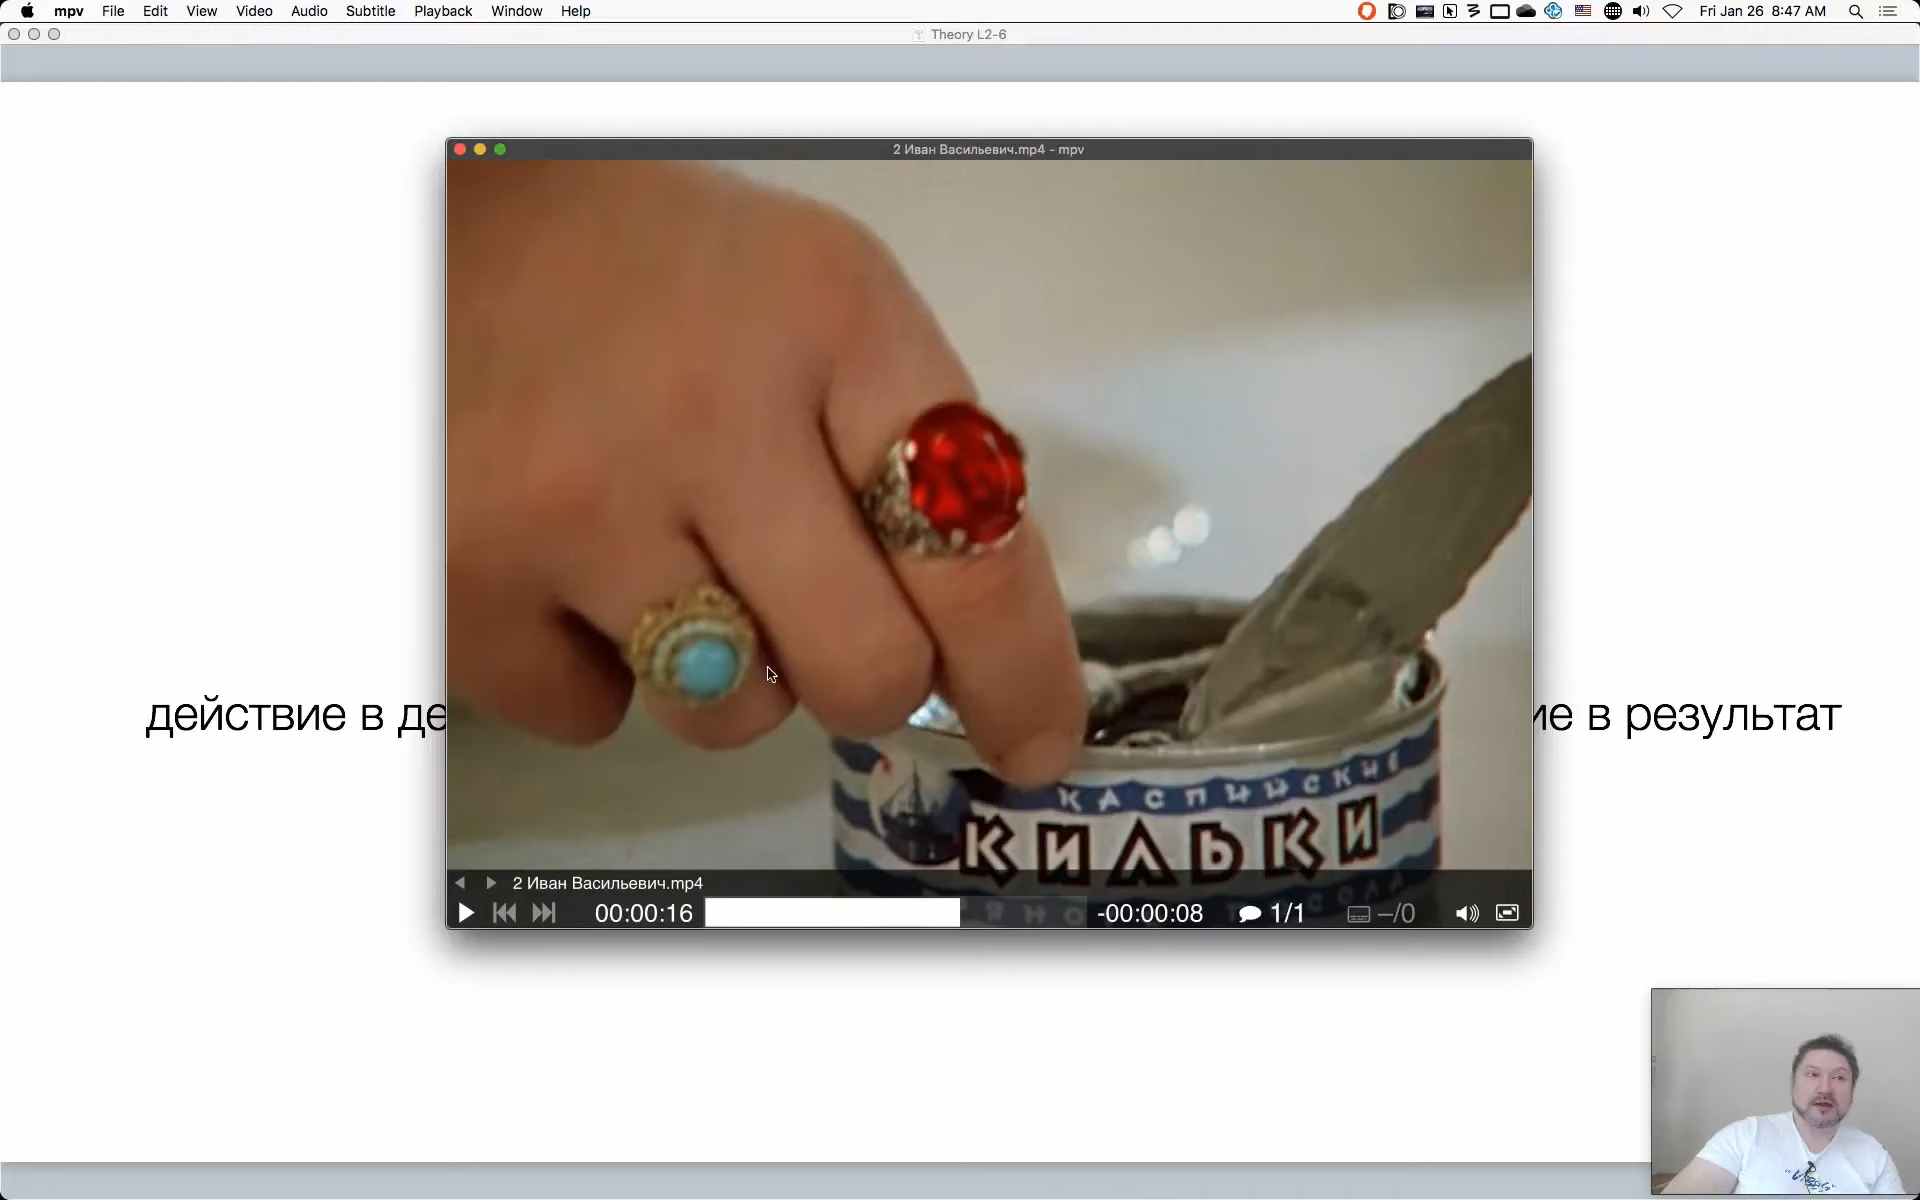 mpv File Edit View Video Audio Subtitle Playback Window Help Fri Jan 26 8:47 AM
Theory L2-6
2 Иван Васильевич.mp4 - mpv
действие в де
ие в результат
КАСПИЙСКИЕ
КИЛЬКИ
2 Иван Васильевич.mp4
00:00:16 -00:00:08 1/1 –/0